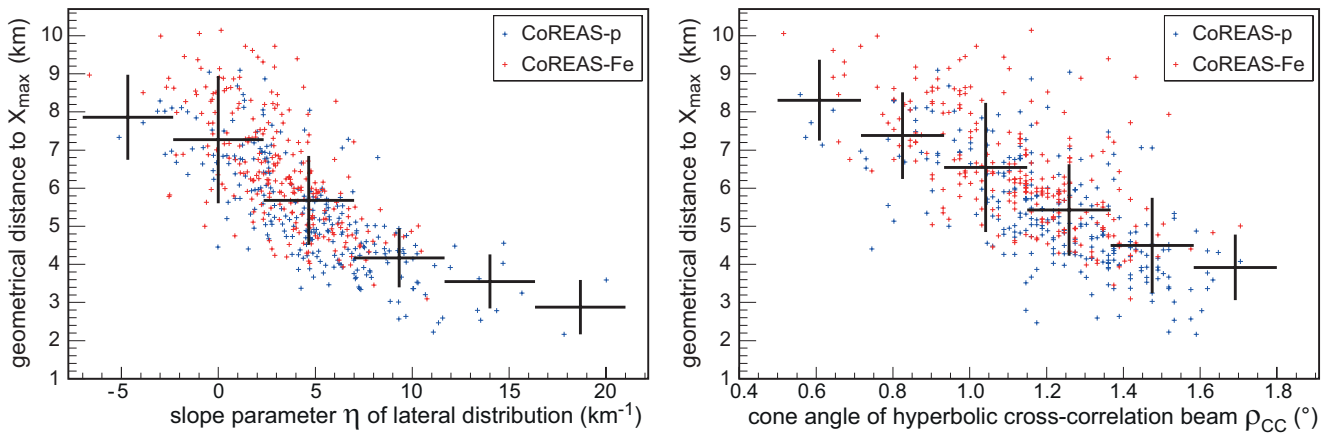 geometrical distance to Xmax (km)
10
9
8
7
6
5
4
3
2
1
CoREAS-p
CoREAS-Fe
-5 0 5 10 15 20
slope parameter η of lateral distribution (km-1)
geometrical distance to Xmax (km)
10
9
8
7
6
5
4
3
2
1
CoREAS-p
CoREAS-Fe
0.4 0.6 0.8 1.0 1.2 1.4 1.6 1.8
cone angle of hyperbolic cross-correlation beam ρCC (°)